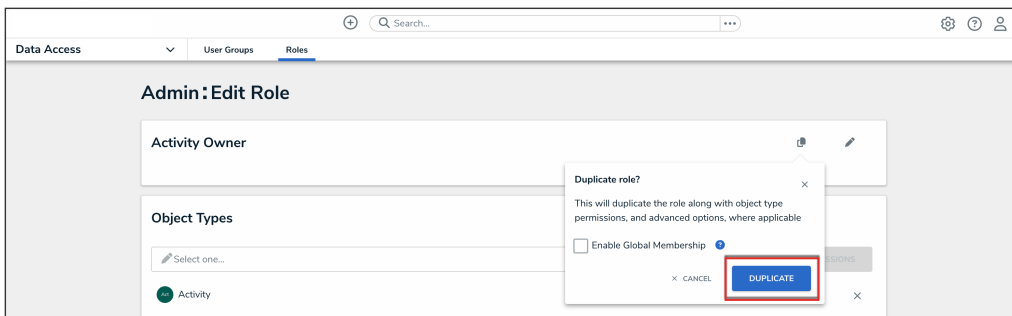 Search...
Data Access
User Groups
Roles
Admin:Edit Role
Activity Owner
Duplicate role?
This will duplicate the role along with object type
permissions, and advanced options, where applicable
Enable Global Membership
CANCEL
DUPLICATE
Object Types
Select one...
SSIONS
Act
Activity